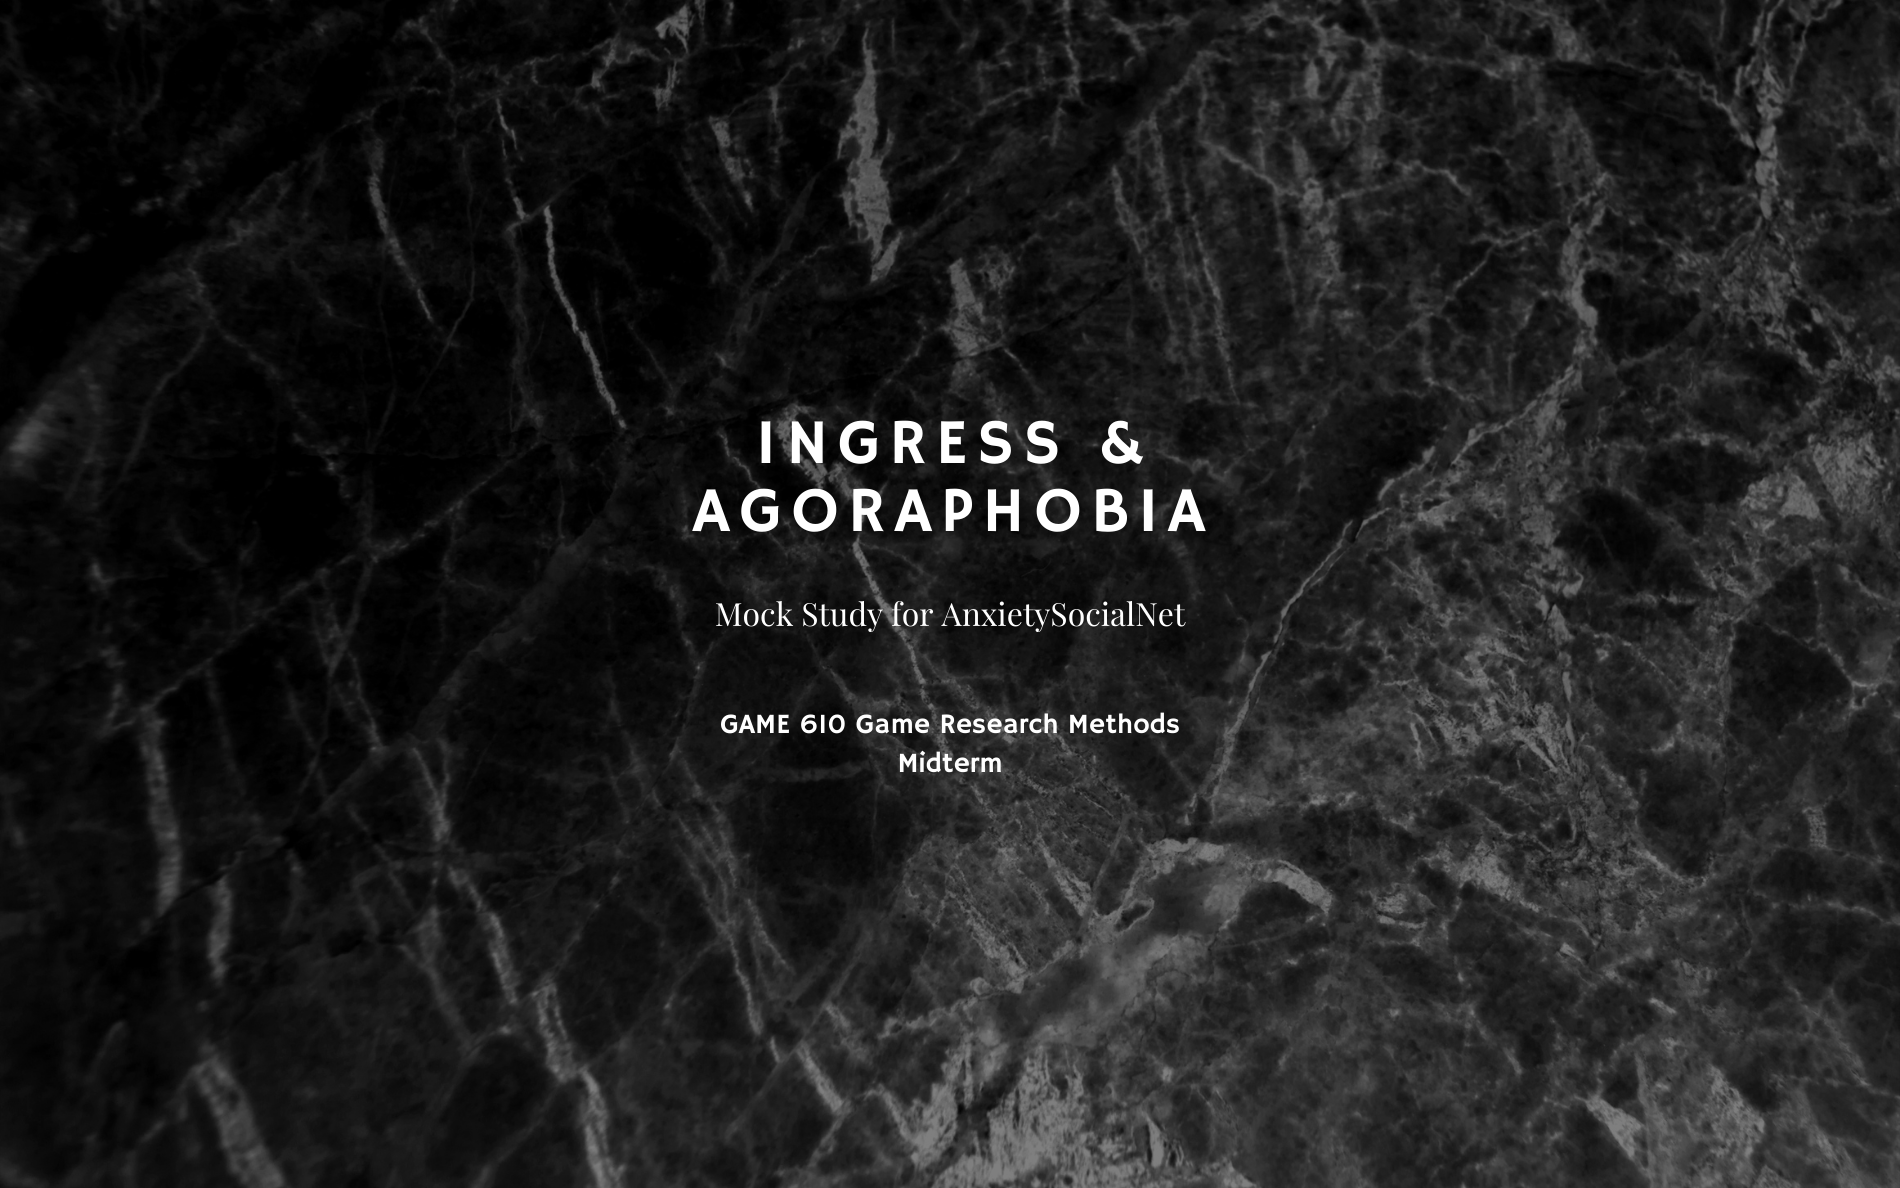 INGRESS &
AGORAPHOBIA
Mock Study for AnxietySocialNet
GAME 610 Game Research Methods
Midterm